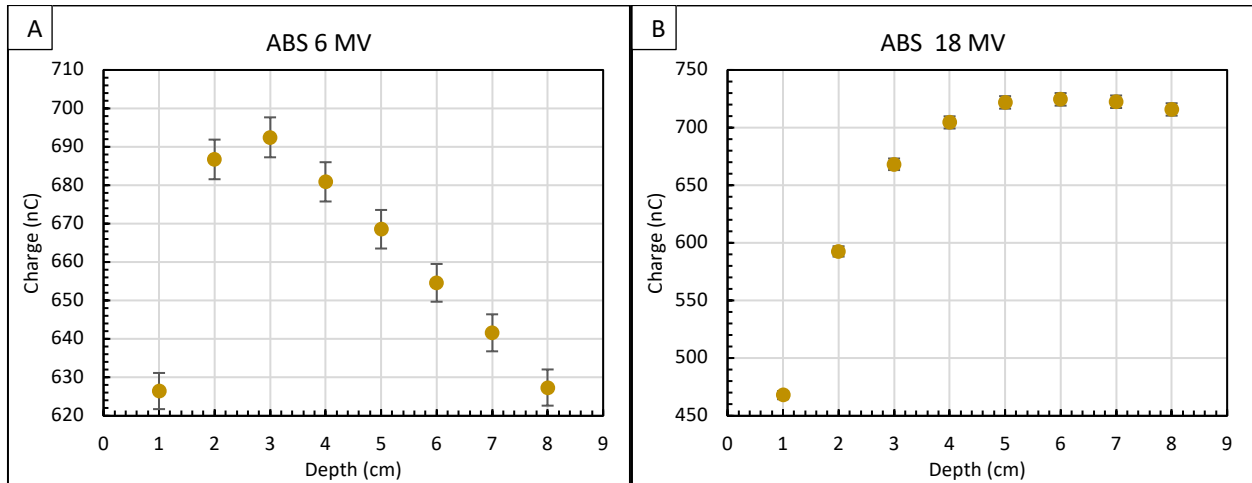 A
ABS 6 MV
Charge (nC)
710
700
690
680
670
660
650
640
630
620
0 1 2 3 4 5 6 7 8 9
Depth (cm)
B
ABS 18 MV
Charge (nC)
750
700
650
600
550
500
450
0 1 2 3 4 5 6 7 8 9
Depth (cm)